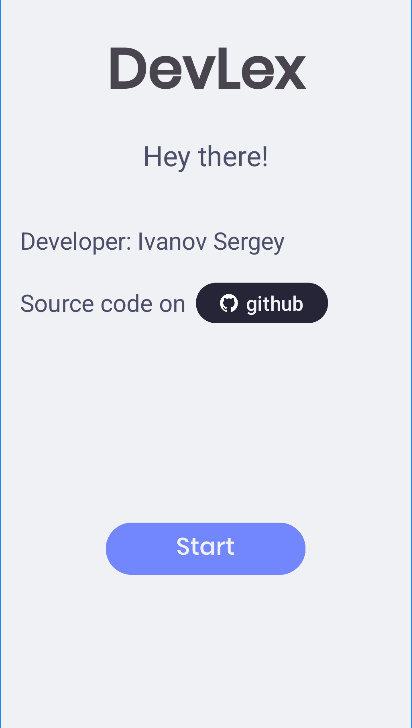 DevLex
Hey there!
Developer: Ivanov Sergey
Source code on github
Start